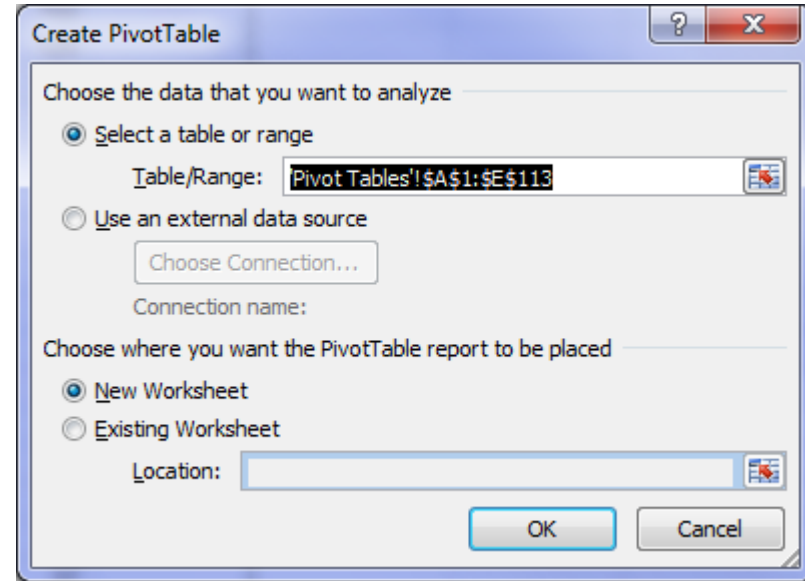 Create PivotTable
?
Choose the data that you want to analyze
Select a table or range
Table/Range: 'Pivot Tables'!$A$1:$E$113
Use an external data source
Choose Connection...
Connection name:
Choose where you want the PivotTable report to be placed
New Worksheet
Existing Worksheet
Location:
OK Cancel